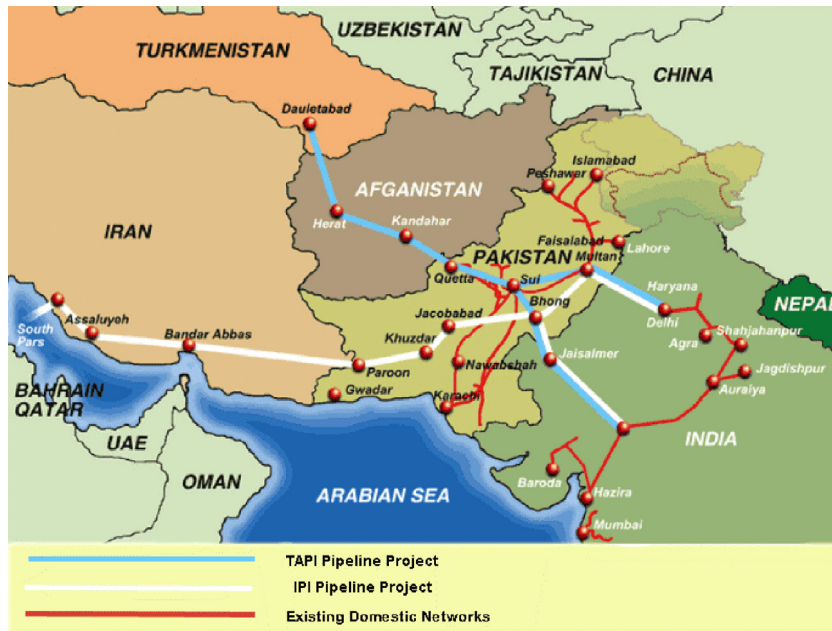 UZBEKISTAN
TURKMENISTAN
TAJIKISTAN
CHINA
Dauletabad
Islamabad
Peshawar
AFGANISTAN
Herat
Kandahar
IRAN
Faisalabad
Lahore
PAKISTAN
Multan
Quetta
Sui
Haryana
NEPAL
Bhong
Delhi
South
Pars
Assaluyeh
Jacobabad
Shahjahanpur
Bandar Abbas
Khuzdar
Agra
Jaisalmer
Paroon
Nawabshah
Jagdishpur
BAHRAIN
QATAR
Gwadar
Karachi
Auraiya
UAE
INDIA
OMAN
ARABIAN SEA
Baroda
Hazira
Mumbai
TAPI Pipeline Project
IPI Pipeline Project
Existing Domestic Networks